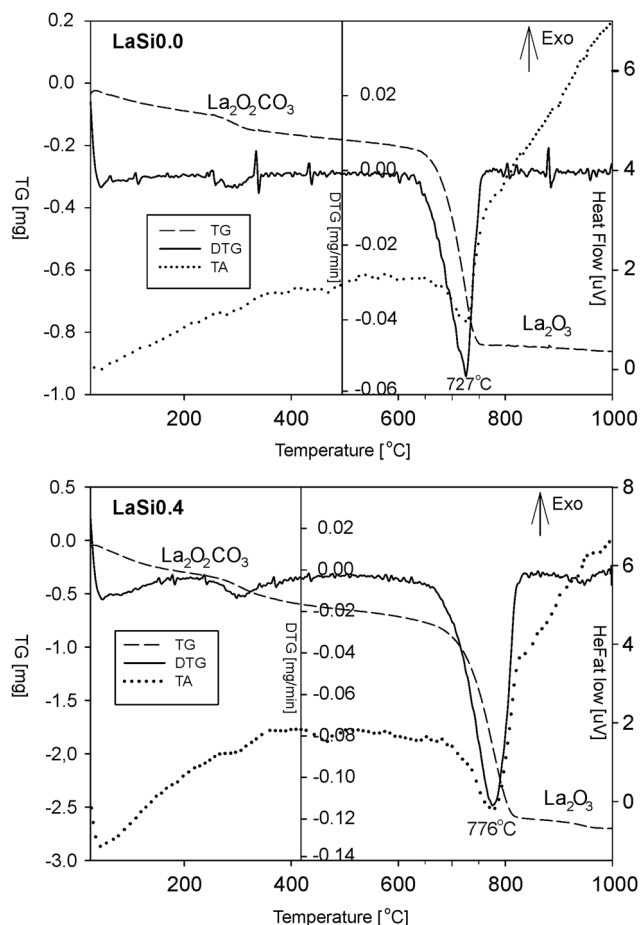 0.2
LaSi0.0
Exo
6
0.0
La2O2CO3
0.02
-0.2
-0.00
4
TG [mg]
-0.4
TG
DTG
TA
DTG [mg/min]
-0.02
Heat Flow [uV]
-0.6
2
-0.04
La2O3
-0.8
0
-0.06
727°C
-1.0
200
400
600
800
1000
Temperature [°C]
0.5
LaSi0.4
8
Exo
0.02
0.0
La2O2CO3
6
0.00
-0.5
-0.02
TG [mg]
-1.0
TG
DTG
TA
DTG [mg/min]
-0.04
4
HeFat low [uV]
-1.5
-0.06
-2.0
-0.08
2
-0.10
-2.5
-0.12
La2O3
0
776°C
-3.0
-0.14
200
400
600
800
1000
Temperature [°C]